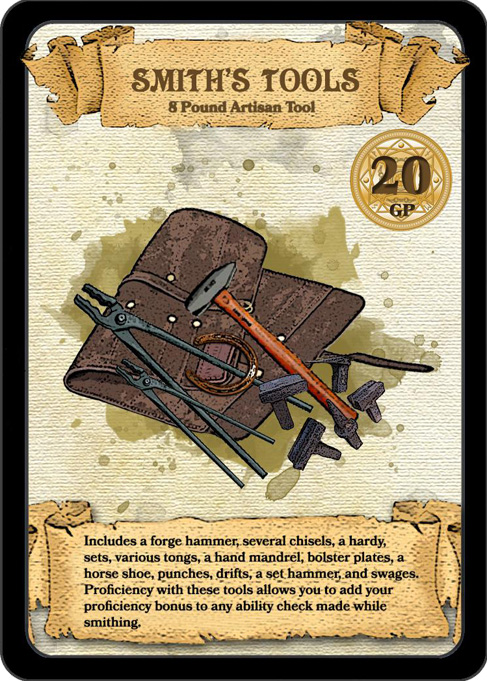 SMITH'S TOOLS
8 Pound Artisan Tool
20
GP
Includes a forge hammer, several chisels, a hardy,
sets, various tongs, a hand mandrel, bolster plates, a
horse shoe, punches, drifts, a set hammer, and swages.
Proficiency with these tools allows you to add your
proficiency bonus to any ability check made while
smithing.